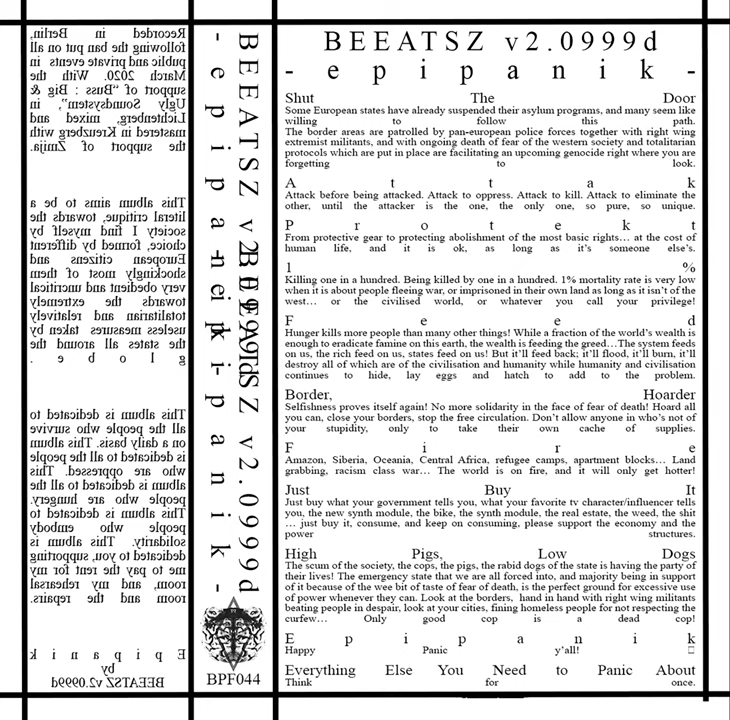 Recorded in Berlin,
following the ban put on all
public and private events in
March 2020. With the
support of “Buss : Big &
Ugly Soundsystem”, in
Lichtenberg, mixed and
mastered in Kreuzberg with
the support of Zmija.
This album aims to be a
literal critique, towards the
society I find myself by
choice, formed by different
European citizens and
shockingly most of them
very obedient and uncritical
towards the extremely
totalitarian and relatively
useless measures taken by
the states all around the
g l o b e .
This album is dedicated to
all the people who survive
on a daily basis. This album
is dedicated to all the people
who are oppressed. This
album is dedicated to all the
people who are hungery.
This album is dedicated to
people who embody
solidarity. This album is
dedicated to you, supporting
me to pay the rent for my
room, and my rehearsal
room and the repairs.
E p i p a n i k
by
BEEATSZ v2.0999d
BEEATSZ v2.0999d
- e p i p a n i k -
BEEATSZ v2.0999d
- e p i p a n i k -
BPF044
BEEATSZ v2.0999d
- e p i p a n i k -
Shut The Door
Some European states have already suspended their asylum programs, and many seem like
willing to follow this path.
The border areas are patrolled by pan-european police forces together with right wing
extremist militants, and with ongoing death of fear of the western society and totalitarian
protocols which are put in place are facilitating an upcoming genocide right where you are
forgetting to look.
A t t a k
Attack before being attacked. Attack to oppress. Attack to kill. Attack to eliminate the
other, until the attacker is the one, the only one, so pure, so unique.
P r o t e k t
From protective gear to protecting abolishment of the most basic rights… at the cost of
human life, and it is ok, as long as it’s someone else’s.
1 %
Killing one in a hundred. Being killed by one in a hundred. 1% mortality rate is very low
when it is about people fleeing war, or imprisoned in their own land as long as it isn’t of the
west… or the civilised world, or whatever you call your privilege!
F e e d
Hunger kills more people than many other things! While a fraction of the world’s wealth is
enough to eradicate famine on this earth, the wealth is feeding the greed…The system feeds
on us, the rich feed on us, states feed on us! But it’ll feed back; it’ll flood, it’ll burn, it’ll
destroy all of which are of the civilisation and humanity while humanity and civilisation
continues to hide, lay eggs and hatch to add to the problem.
Border, Hoarder
Selfishness proves itself again! No more solidarity in the face of fear of death! Hoard all
you can, close your borders, stop the free circulation. Don’t allow anyone in who’s not of
your stupidity, only to take their own cache of supplies.
F i r e
Amazon, Siberia, Oceania, Central Africa, refugee camps, apartment blocks… Land
grabbing, racism class war… The world is on fire, and it will only get hotter!
Just Buy It
Just buy what your government tells you, what your favorite tv character/influencer tells
you, the new synth module, the bike, the synth module, the real estate, the weed, the shit
… just buy it, consume, and keep on consuming, please support the economy and the
power structures.
High Pigs, Low Dogs
The scum of the society, the cops, the pigs, the rabid dogs of the state is having the party of
their lives! The emergency state that we are all forced into, and majority being in support
of it because of the wee bit of taste of fear of death, is the perfect ground for excessive use
of power whenever they can. Look at the borders, hand in hand with right wing militants
beating people in despair, look at your cities, fining homeless people for not respecting the
curfew… Only good cop is a dead cop!
E p i p a n i k
Happy Panic y’all! □
Everything Else You Need to Panic About
Think for once.